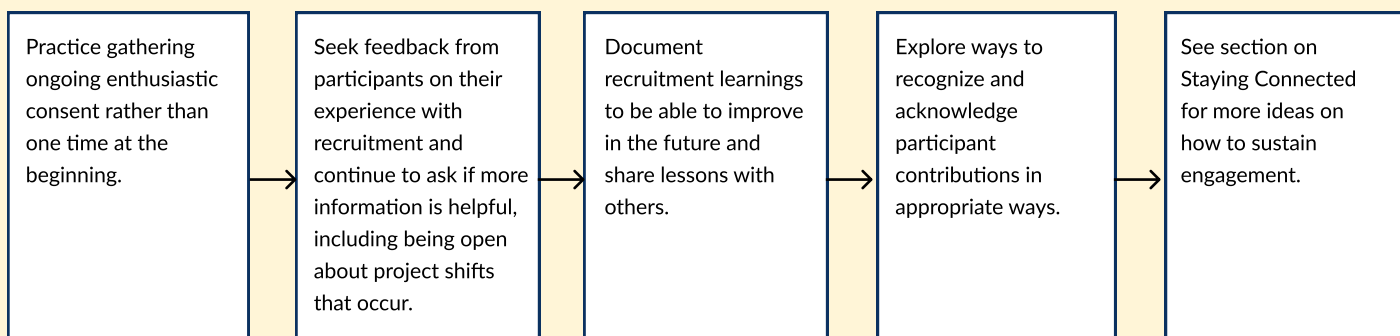 Practice gathering
ongoing enthusiastic
consent rather than
one time at the
beginning.
Seek feedback from
participants on their
experience with
recruitment and
continue to ask if more
information is helpful,
including being open
about project shifts
that occur.
Document
recruitment learnings
to be able to improve
in the future and
share lessons with
others.
Explore ways to
recognize and
acknowledge
participant
contributions in
appropriate ways.
See section on
Staying Connected
for more ideas on
how to sustain
engagement.